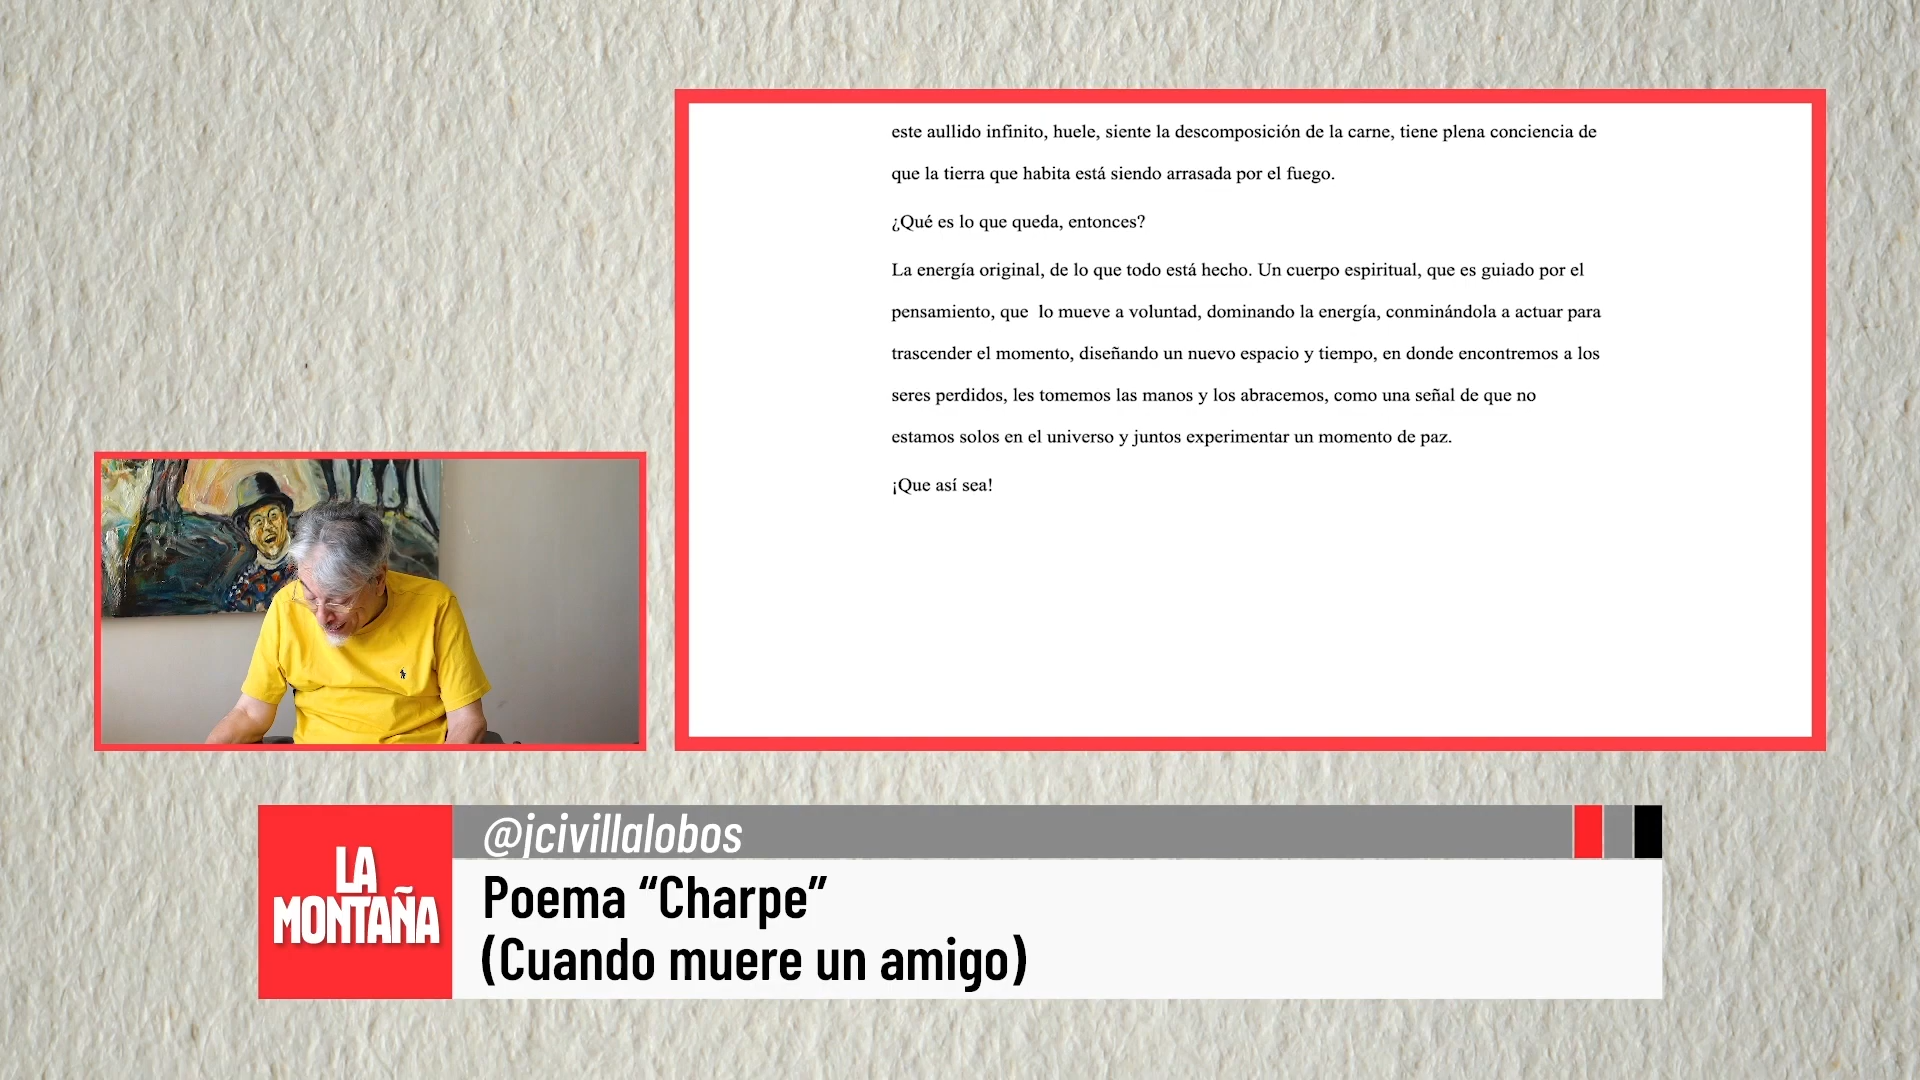 este aullido infinito, huele, siente la descomposición de la carne, tiene plena conciencia de
que la tierra que habita está siendo arrasada por el fuego.
¿Qué es lo que queda, entonces?
La energía original, de lo que todo está hecho. Un cuerpo espiritual, que es guiado por el
pensamiento, que  lo mueve a voluntad, dominando la energía, conminándola a actuar para
trascender el momento, diseñando un nuevo espacio y tiempo, en donde encontremos a los
seres perdidos, les tomemos las manos y los abracemos, como una señal de que no
estamos solos en el universo y juntos experimentar un momento de paz.
¡Que así sea!
LA
MONTAÑA
@jcivillalobos
Poema “Charpe”
(Cuando muere un amigo)